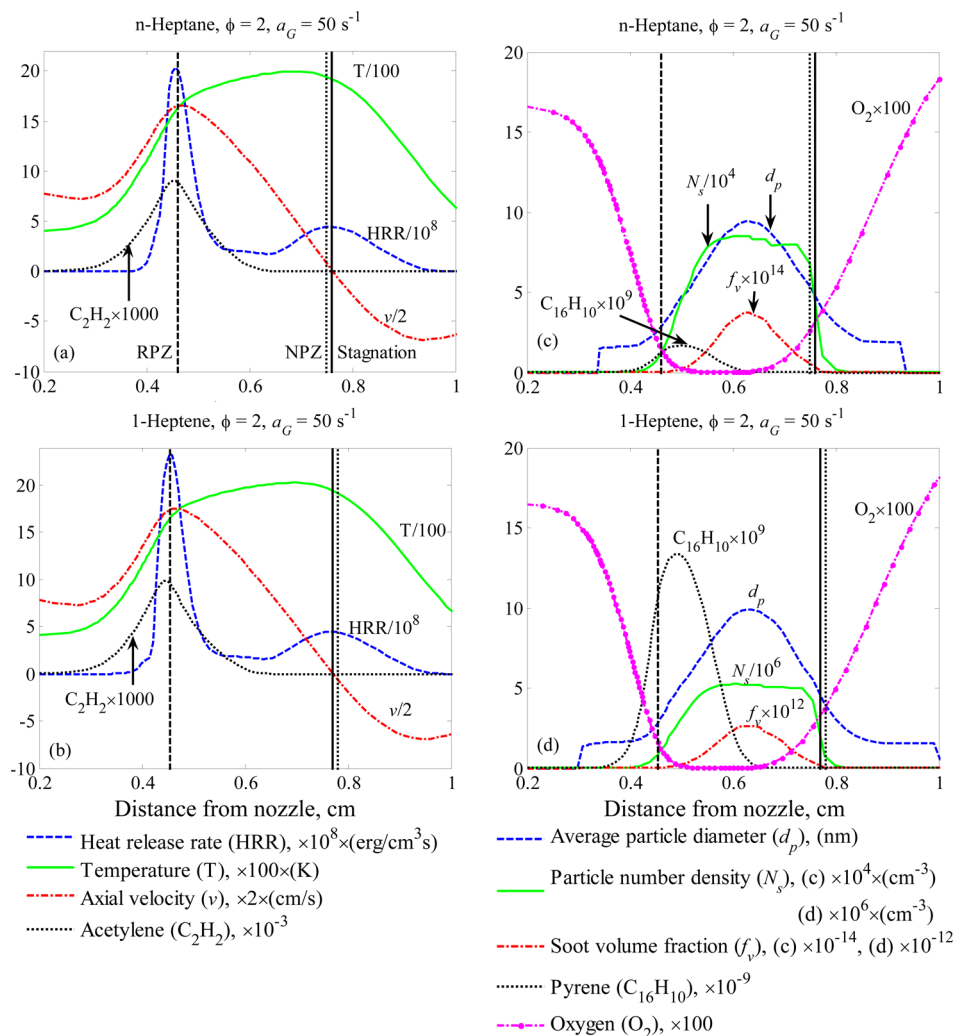 n-Heptane, ϕ = 2, a_G = 50 s⁻¹
20
15
10
5
0
-5
-10
0.2
0.4
0.6
0.8
1
T/100
HRR/10⁸
C₂H₂×1000
v/2
(a)
RPZ
NPZ
Stagnation
n-Heptane, ϕ = 2, a_G = 50 s⁻¹
20
15
10
5
0
0.2
0.4
0.6
0.8
1
O₂×100
N_s/10⁴
d_p
f_v×10¹⁴
C₁₆H₁₀×10⁹
(c)
1-Heptene, ϕ = 2, a_G = 50 s⁻¹
20
15
10
5
0
-5
-10
0.2
0.4
0.6
0.8
1
T/100
HRR/10⁸
C₂H₂×1000
v/2
(b)
Distance from nozzle, cm
1-Heptene, ϕ = 2, a_G = 50 s⁻¹
20
15
10
5
0
0.2
0.4
0.6
0.8
1
O₂×100
C₁₆H₁₀×10⁹
d_p
N_s/10⁶
f_v×10¹²
(d)
Distance from nozzle, cm
Heat release rate (HRR), ×10⁸×(erg/cm³s)
Temperature (T), ×100×(K)
Axial velocity (v), ×2×(cm/s)
Acetylene (C₂H₂), ×10⁻³
Average particle diameter (d_p), (nm)
Particle number density (N_s), (c) ×10⁴×(cm⁻³)
(d) ×10⁶×(cm⁻³)
Soot volume fraction (f_v), (c) ×10⁻¹⁴, (d) ×10⁻¹²
Pyrene (C₁₆H₁₀), ×10⁻⁹
Oxygen (O₂), ×100